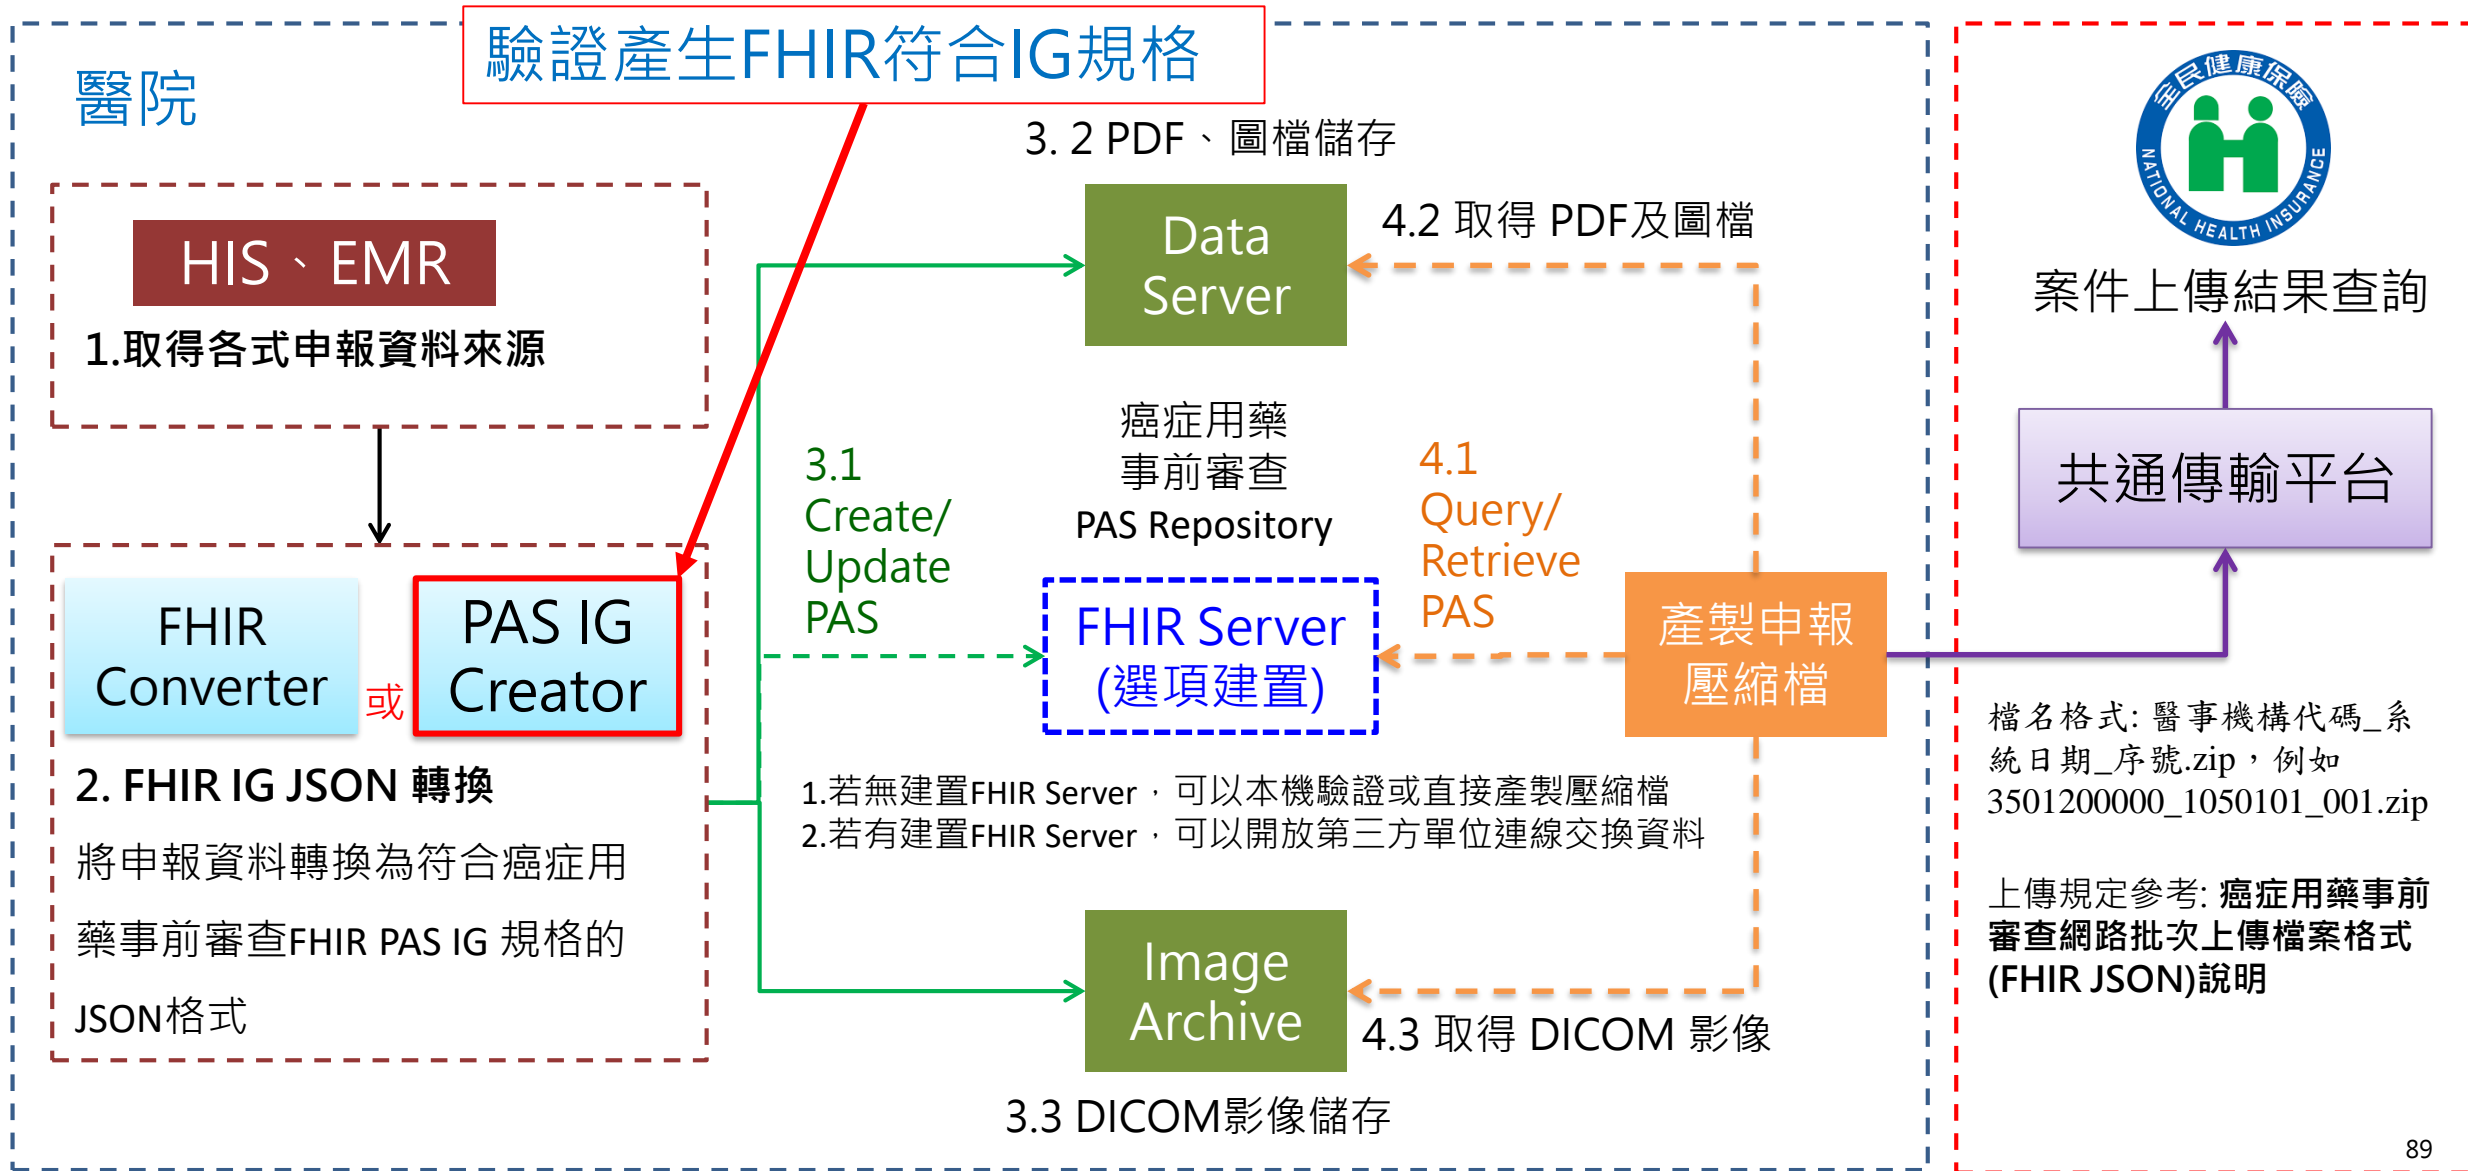 驗證產生FHIR符合IG規格
醫院
HIS、EMR
1.取得各式申報資料來源
FHIR
Converter
或
PAS IG
Creator
2. FHIR IG JSON 轉換
將申報資料轉換為符合癌症用
藥事前審查FHIR PAS IG 規格的
JSON格式
3. 2 PDF、圖檔儲存
Data
Server
4.2 取得 PDF及圖檔
3.1
Create/
Update
PAS
癌症用藥
事前審查
PAS Repository
FHIR Server
(選項建置)
4.1
Query/
Retrieve
PAS
產製申報
壓縮檔
1.若無建置FHIR Server，可以本機驗證或直接產製壓縮檔
2.若有建置FHIR Server，可以開放第三方單位連線交換資料
Image
Archive
4.3 取得 DICOM 影像
3.3 DICOM影像儲存
全民健康保險
NATIONAL HEALTH INSURANCE
案件上傳結果查詢
共通傳輸平台
檔名格式: 醫事機構代碼_系
統日期_序號.zip，例如
3501200000_1050101_001.zip
上傳規定參考: 癌症用藥事前
審查網路批次上傳檔案格式
(FHIR JSON)說明
89